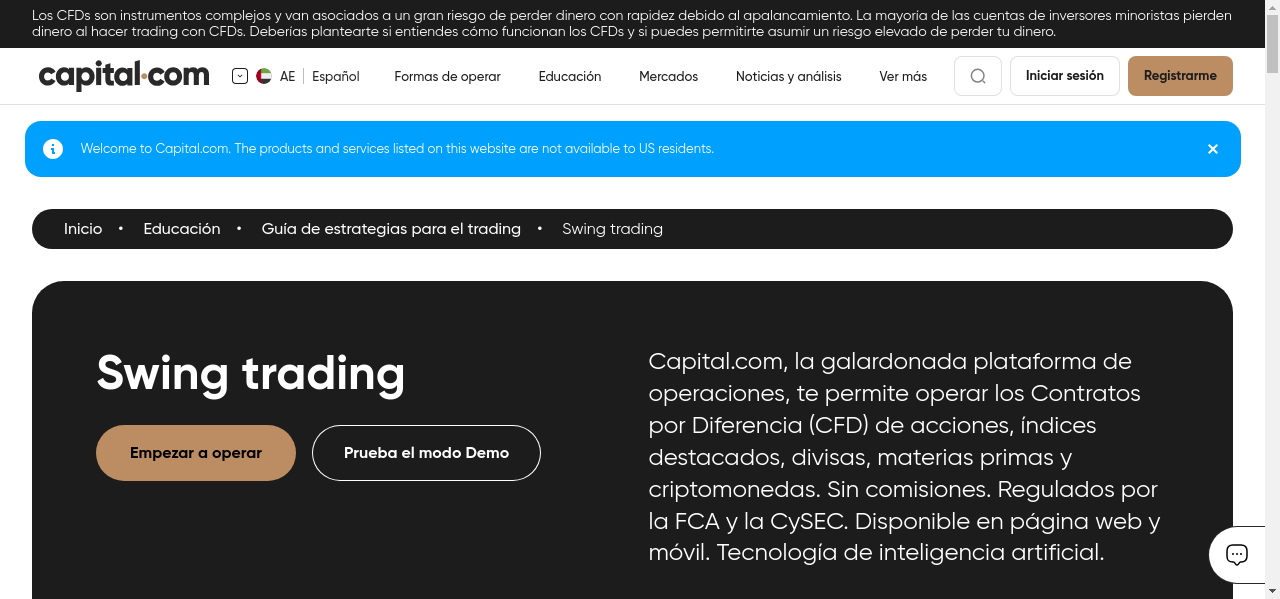 Los CFDs son instrumentos complejos y van asociados a un gran riesgo de perder dinero con rapidez debido al apalancamiento. La mayoría de las cuentas de inversores minoristas pierden
dinero al hacer trading con CFDs. Deberías plantearte si entiendes cómo funcionan los CFDs y si puedes permitirte asumir un riesgo elevado de perder tu dinero.
capital.com AE Español Formas de operar Educación Mercados Noticias y análisis Ver más Iniciar sesión Registrarme
Welcome to Capital.com. The products and services listed on this website are not available to US residents.
Inicio • Educación • Guía de estrategias para el trading • Swing trading
Swing trading
Empezar a operar Prueba el modo Demo
Capital.com, la galardonada plataforma de
operaciones, te permite operar los Contratos
por Diferencia (CFD) de acciones, índices
destacados, divisas, materias primas y
criptomonedas. Sin comisiones. Regulados por
la FCA y la CySEC. Disponible en página web y
móvil. Tecnología de inteligencia artificial.